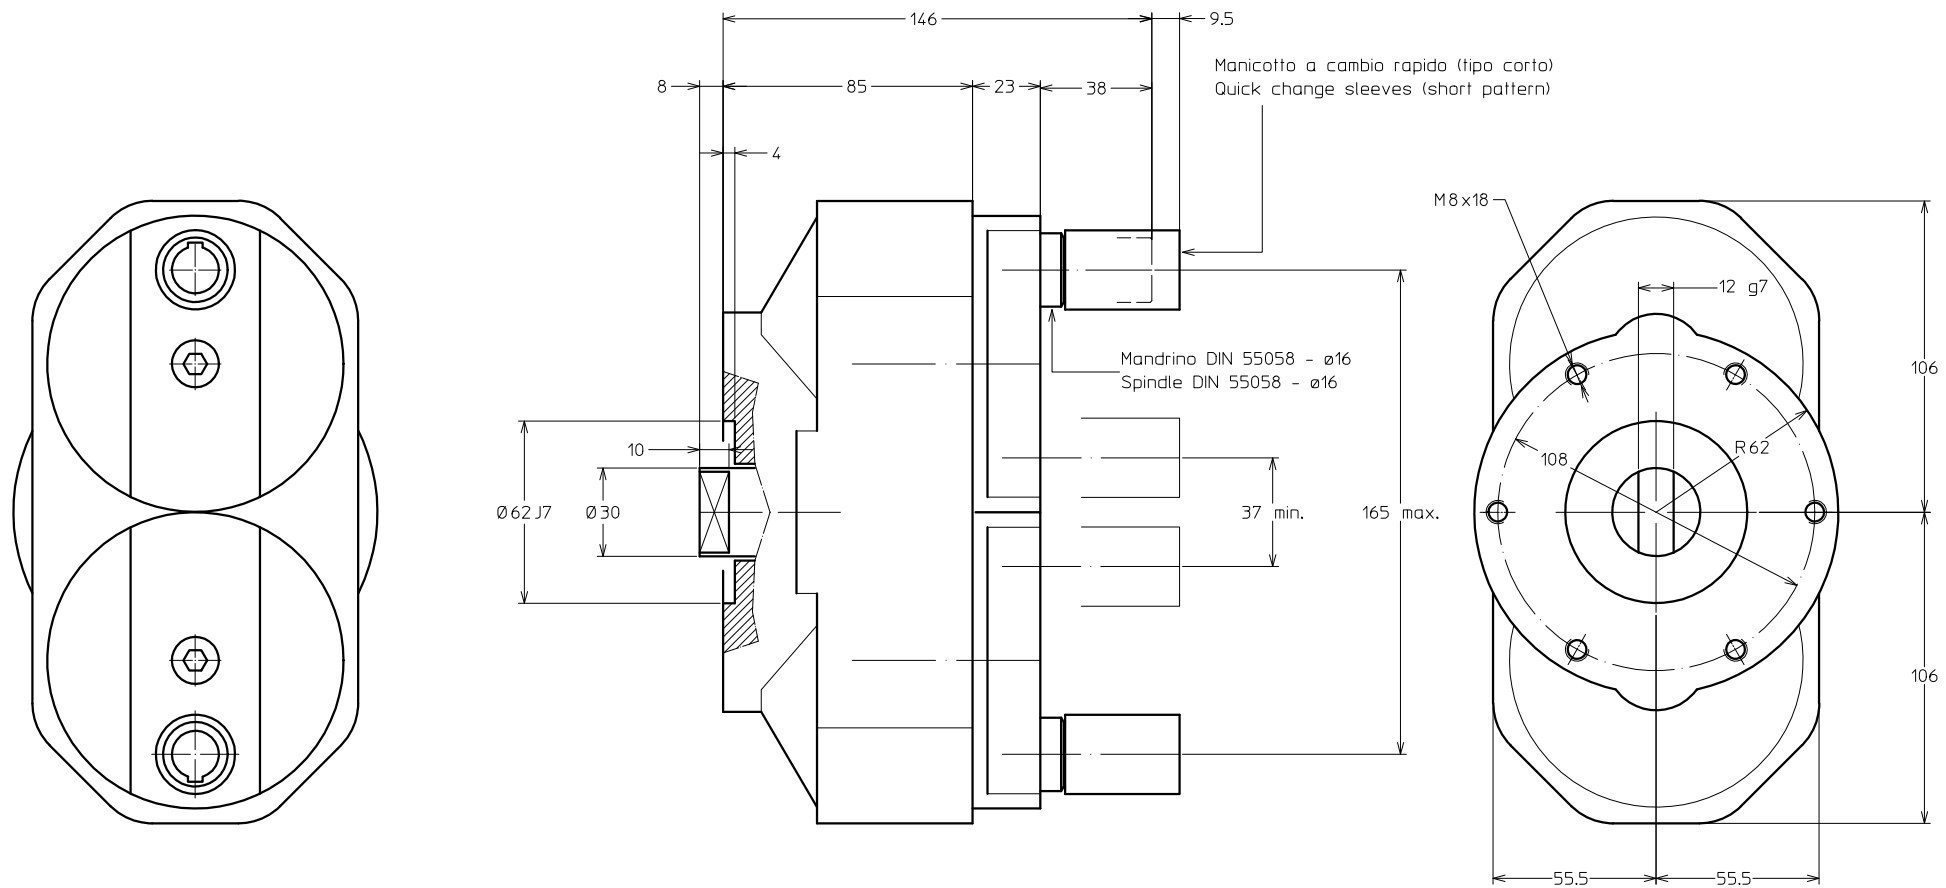 146
9.5
Manicotto a cambio rapido (tipo corto)
Quick change sleeves (short pattern)
8
85
23
38
4
M8x18
12 g7
106
Mandrino DIN 55058 - ø16
Spindle DIN 55058 - ø16
10
R62
108
Ø62J7
Ø30
37 min.
165 max.
106
55.5
55.5